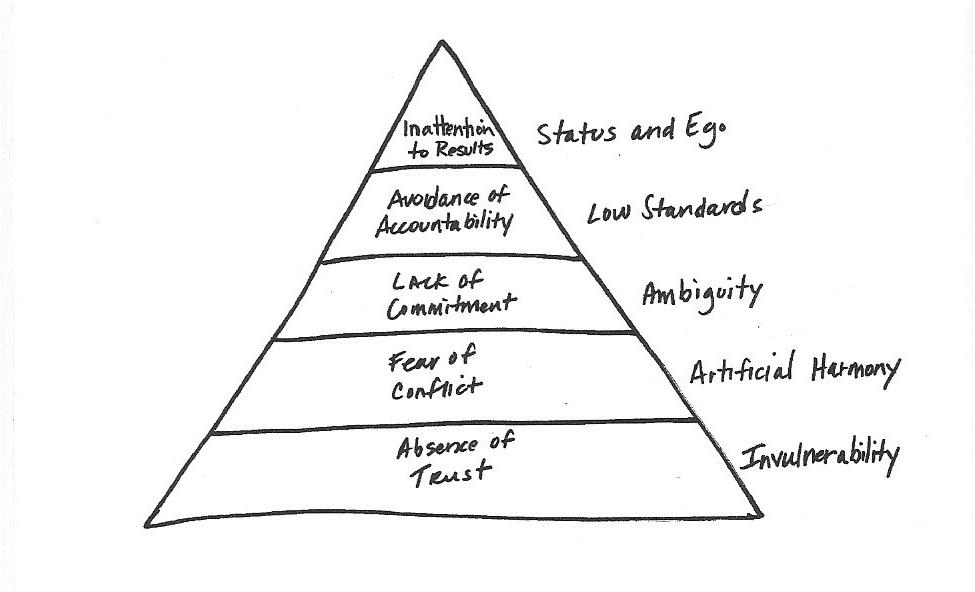 Inattention
to Results
Status and Ego
Avoidance of
Accountability
Low Standards
Lack of
Commitment
Ambiguity
Fear of
Conflict
Artificial Harmony
Absence of
Trust
Invulnerability